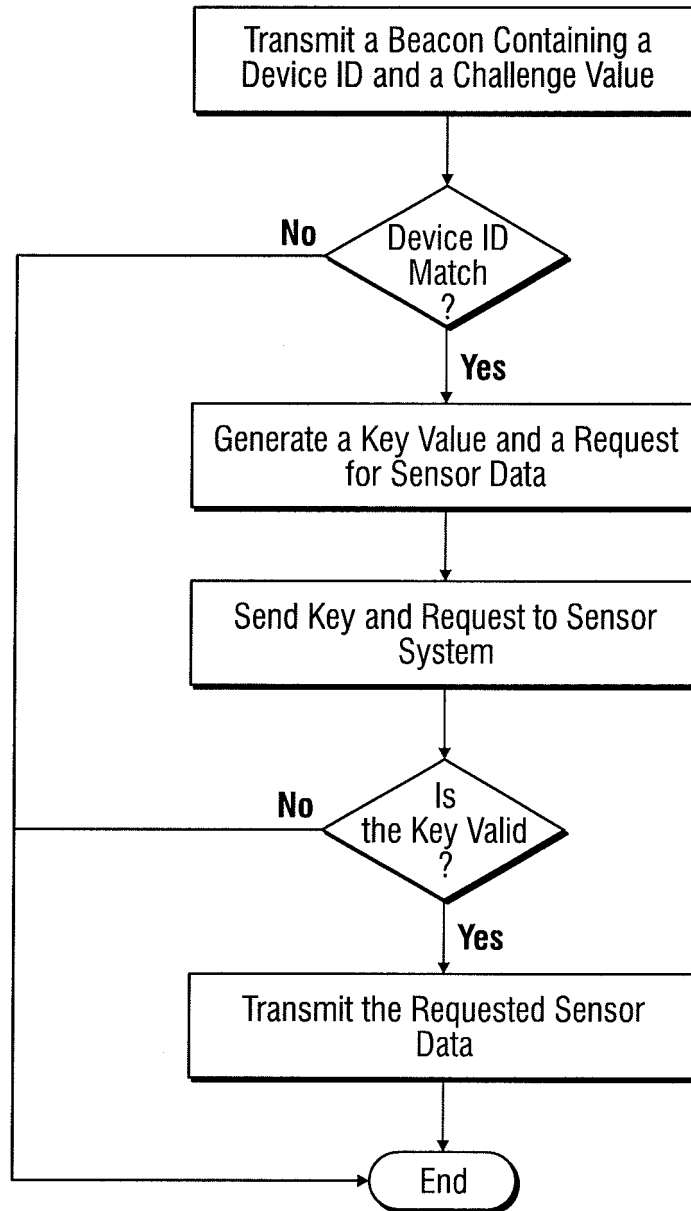 Transmit a Beacon Containing a
Device ID and a Challenge Value
No
Device ID
Match
?
Yes
Generate a Key Value and a Request
for Sensor Data
Send Key and Request to Sensor
System
No
Is
the Key Valid
?
Yes
Transmit the Requested Sensor
Data
End